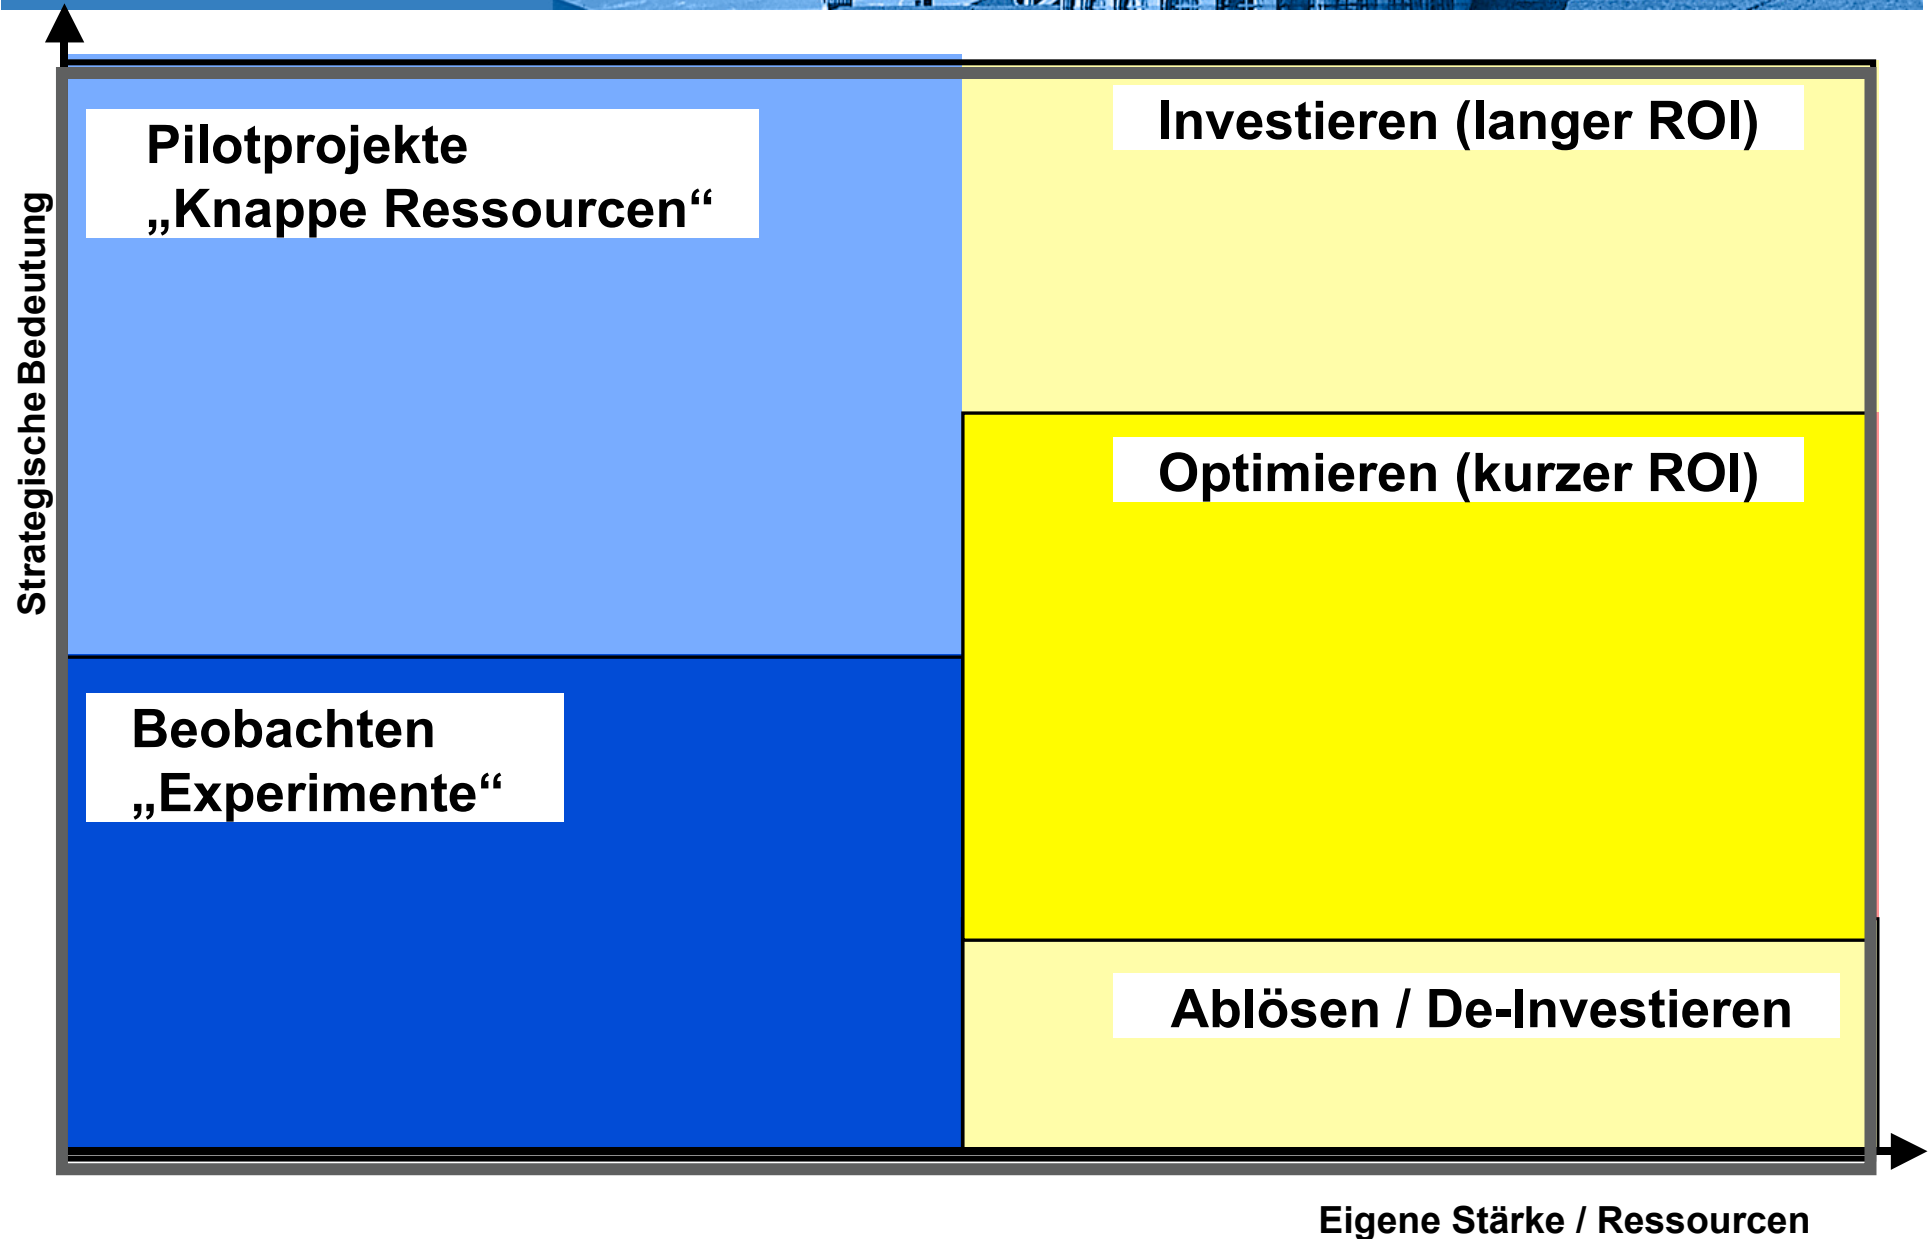 Pilotprojekte
„Knappe Ressourcen“
Investieren (langer ROI)
Strategische Bedeutung
Optimieren (kurzer ROI)
Beobachten
„Experimente“
Ablösen / De-Investieren
Eigene Stärke / Ressourcen